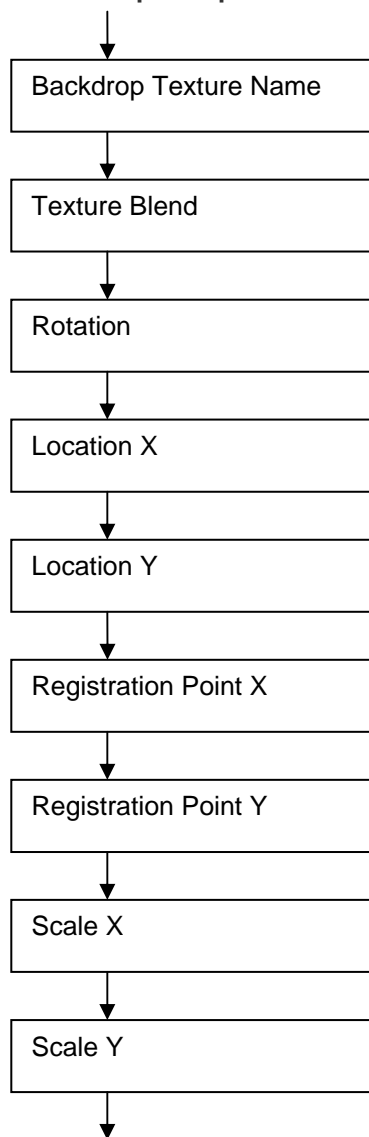 Backdrop Texture Name
Texture Blend
Rotation
Location X
Location Y
Registration Point X
Registration Point Y
Scale X
Scale Y